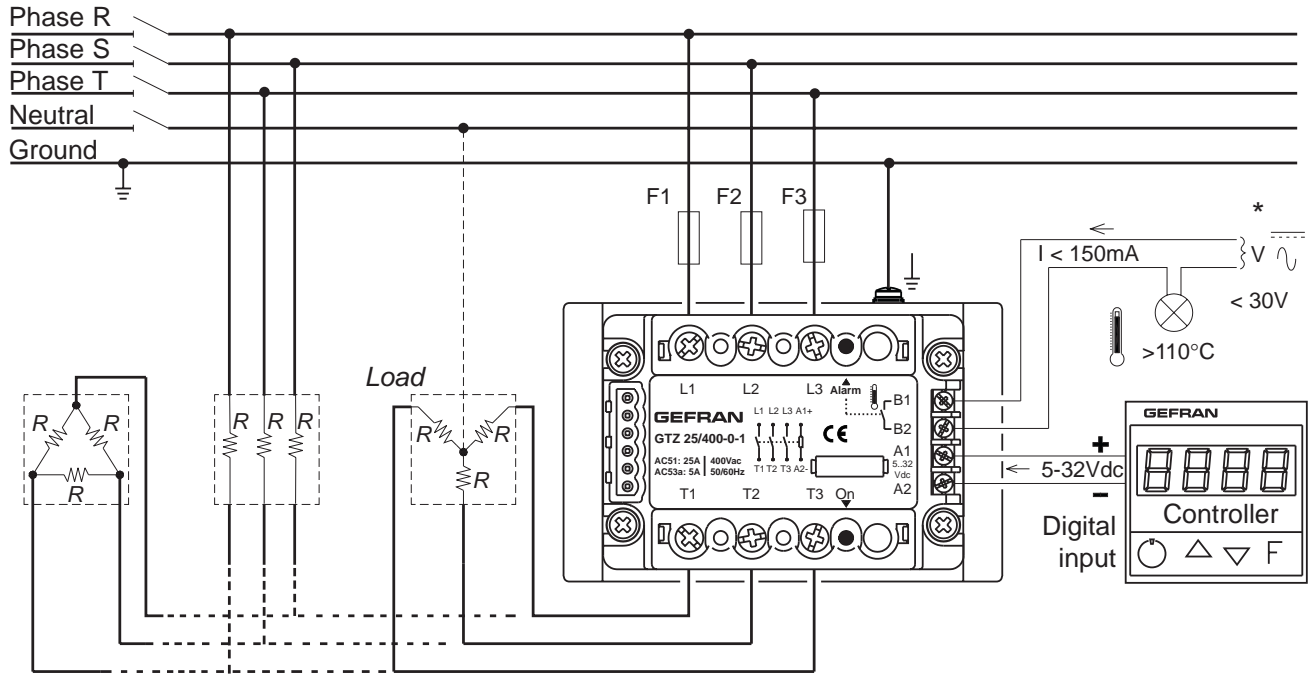 Phase R
Phase S
Phase T
Neutral
Ground
F1 F2 F3
*
I < 150mA
V
< 30V
>110°C
Load
R R R
R R R
R R
R
L1 L2 L3 Alarm
B1
B2
GEFRAN
GTZ 25/400-0-1
AC51: 25A | 400Vac
AC53a: 5A | 50/60Hz
L1 L2 L3 A1+
T1 T2 T3 A2-
CE
A1
5..32
Vdc
A2
T1 T2 T3 On
+
5-32Vdc
–
Digital
input
GEFRAN
8888
Controller
F